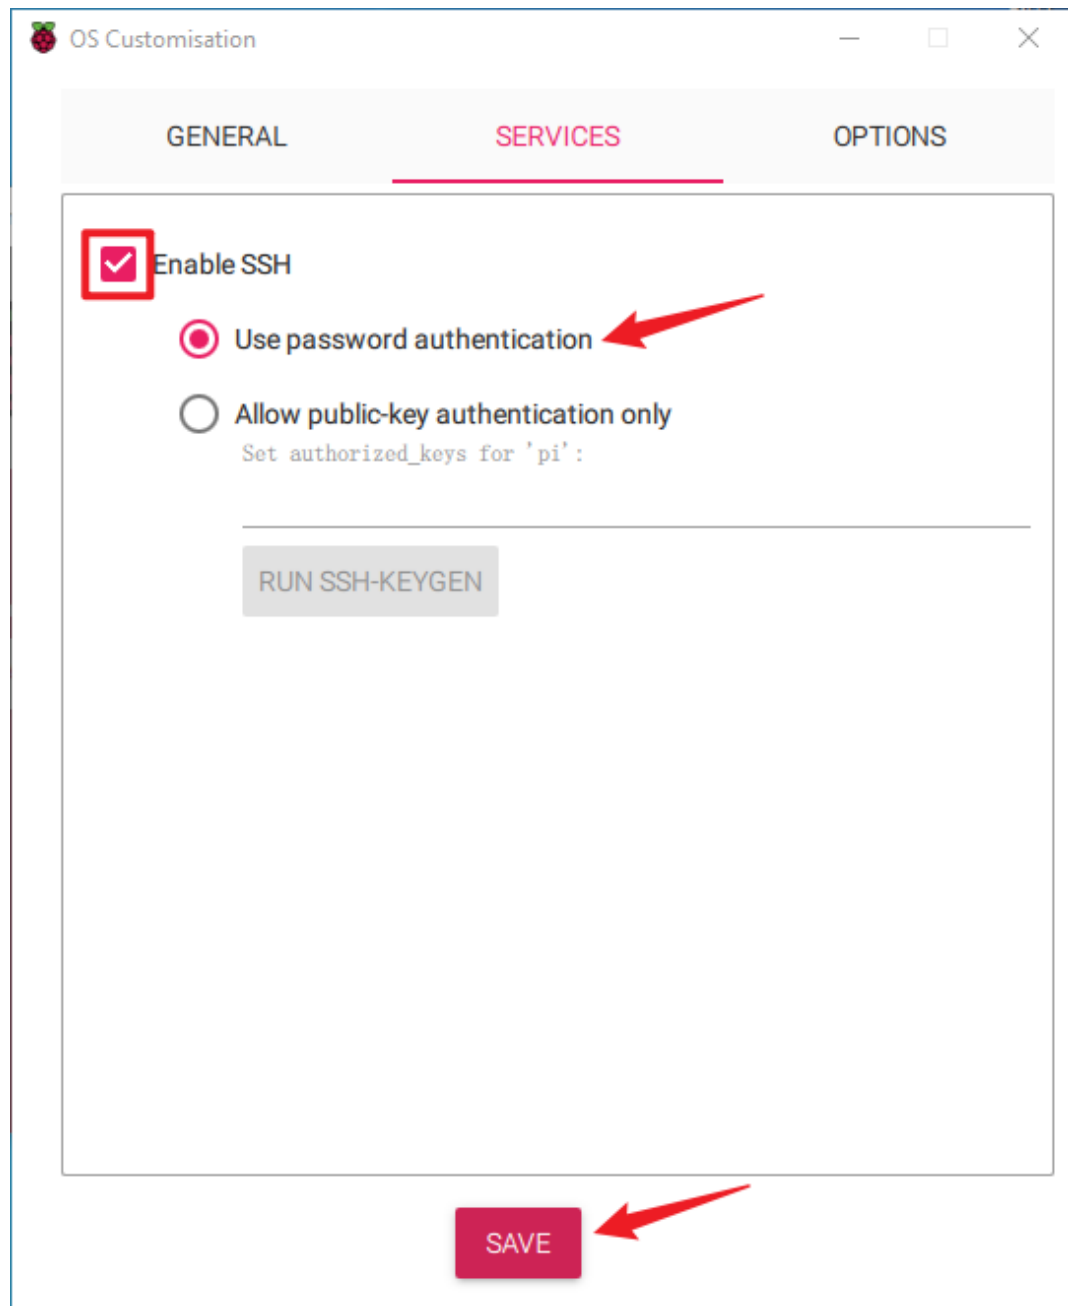 OS Customisation
GENERAL SERVICES OPTIONS
Enable SSH
Use password authentication
Allow public-key authentication only
Set authorized_keys for 'pi':
RUN SSH-KEYGEN
SAVE